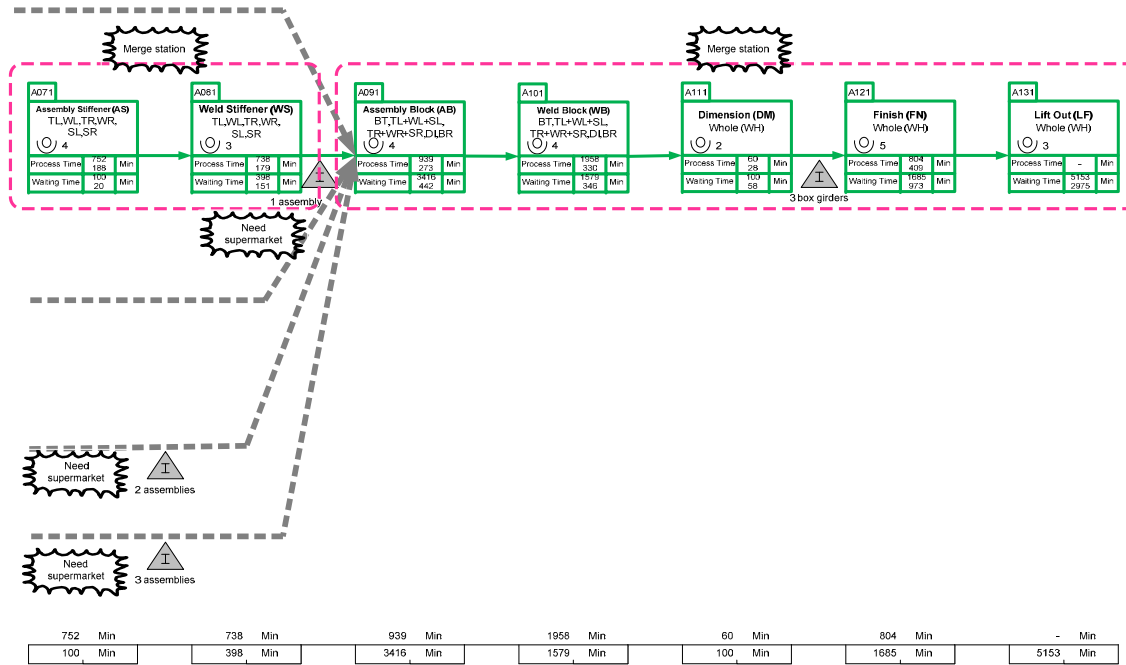 Merge station
Merge station
A071
Assembly Stiffener (AS)
TL,WL,TR,WR,
SL,SR
4
Process Time 752 188 Min
Waiting Time 100 20 Min
A081
Weld Stiffener (WS)
TL,WL,TR,WR,
SL,SR
3
Process Time 738 179 Min
Waiting Time 398 151 Min
I
1 assembly
A091
Assembly Block (AB)
BT,TL+WL+SL,
TR+WR+SR,DI,BR
4
Process Time 939 273 Min
Waiting Time 3416 442 Min
A101
Weld Block (WB)
BT,TL+WL+SL,
TR+WR+SR,DI,BR
4
Process Time 1958 330 Min
Waiting Time 1579 346 Min
A111
Dimension (DM)
Whole (WH)
2
Process Time 60 28 Min
Waiting Time 100 58 Min
I
3 box girders
A121
Finish (FN)
Whole (WH)
5
Process Time 804 409 Min
Waiting Time 1685 973 Min
A131
Lift Out (LF)
Whole (WH)
3
Process Time - Min
Waiting Time 5153 2975 Min
Need
supermarket
Need
supermarket
I
2 assemblies
Need
supermarket
I
3 assemblies
752 Min 738 Min 939 Min 1958 Min 60 Min 804 Min - Min
100 Min 398 Min 3416 Min 1579 Min 100 Min 1685 Min 5153 Min